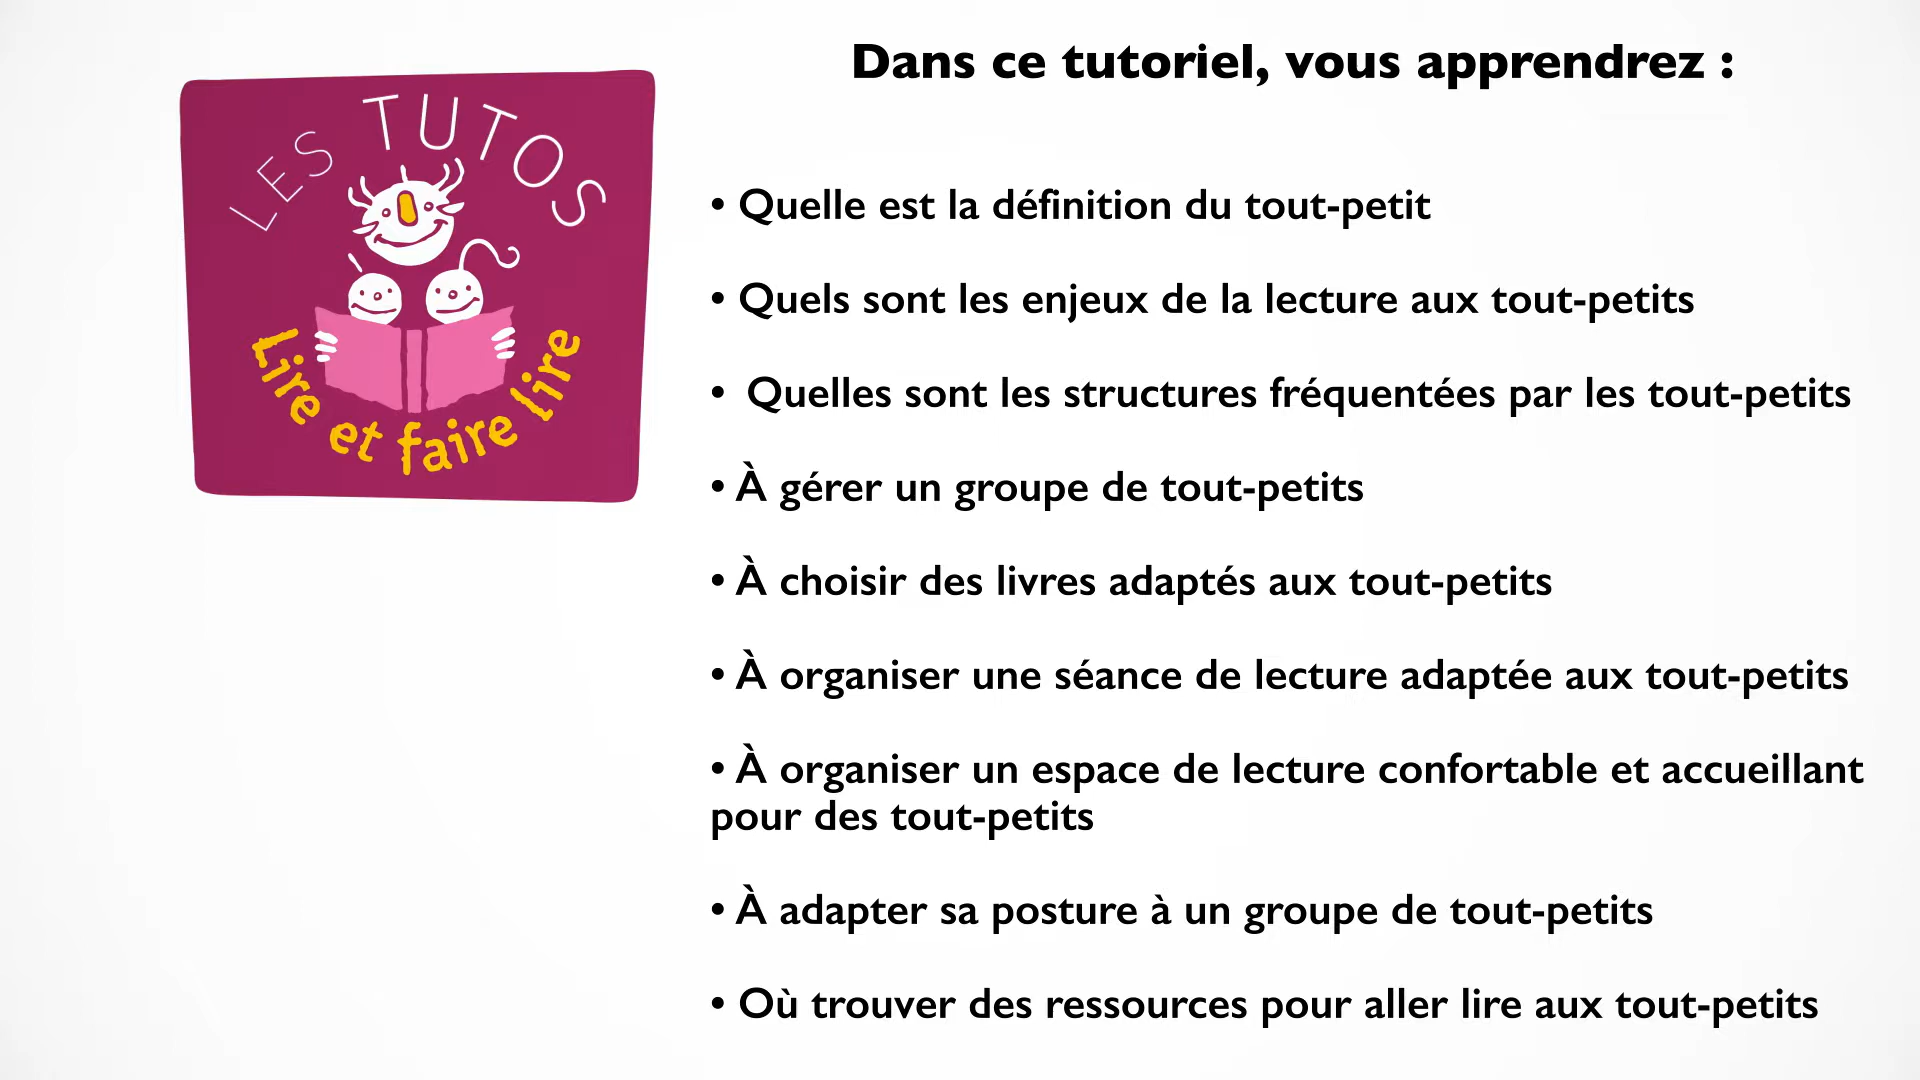 LES TUTOS
Lire et faire lire
Dans ce tutoriel, vous apprendrez :
• Quelle est la définition du tout-petit
• Quels sont les enjeux de la lecture aux tout-petits
• Quelles sont les structures fréquentées par les tout-petits
• À gérer un groupe de tout-petits
• À choisir des livres adaptés aux tout-petits
• À organiser une séance de lecture adaptée aux tout-petits
• À organiser un espace de lecture confortable et accueillant
pour des tout-petits
• À adapter sa posture à un groupe de tout-petits
• Où trouver des ressources pour aller lire aux tout-petits